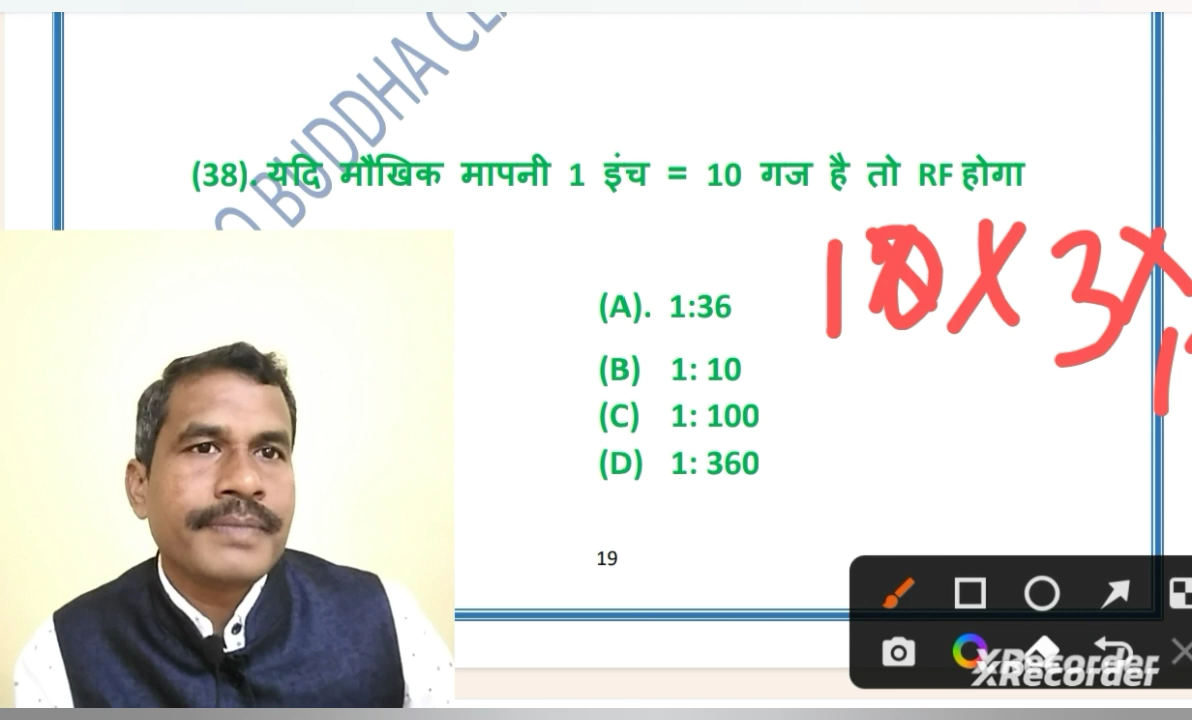 BUDDHA
(38). यदि मौखिक मापनी 1 इंच = 10 गज है तो RF होगा
10 X 3 X
(A). 1:36
(B) 1: 10
(C) 1: 100
(D) 1: 360
19
XRecorder